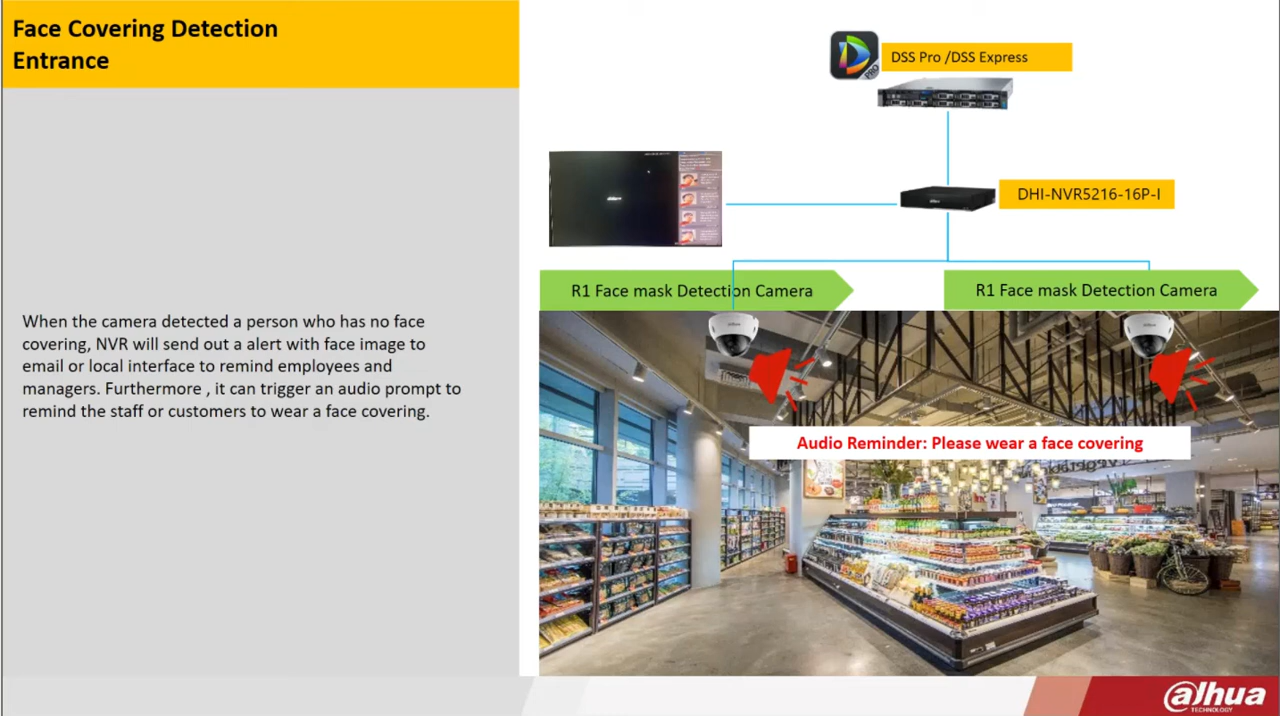 Face Covering Detection
Entrance
DSS Pro /DSS Express
PRO
DHI-NVR5216-16P-I
R1 Face mask Detection Camera
R1 Face mask Detection Camera
When the camera detected a person who has no face
covering, NVR will send out a alert with face image to
email or local interface to remind employees and
managers. Furthermore , it can trigger an audio prompt to
remind the staff or customers to wear a face covering.
Audio Reminder: Please wear a face covering
alhua
TECHNOLOGY